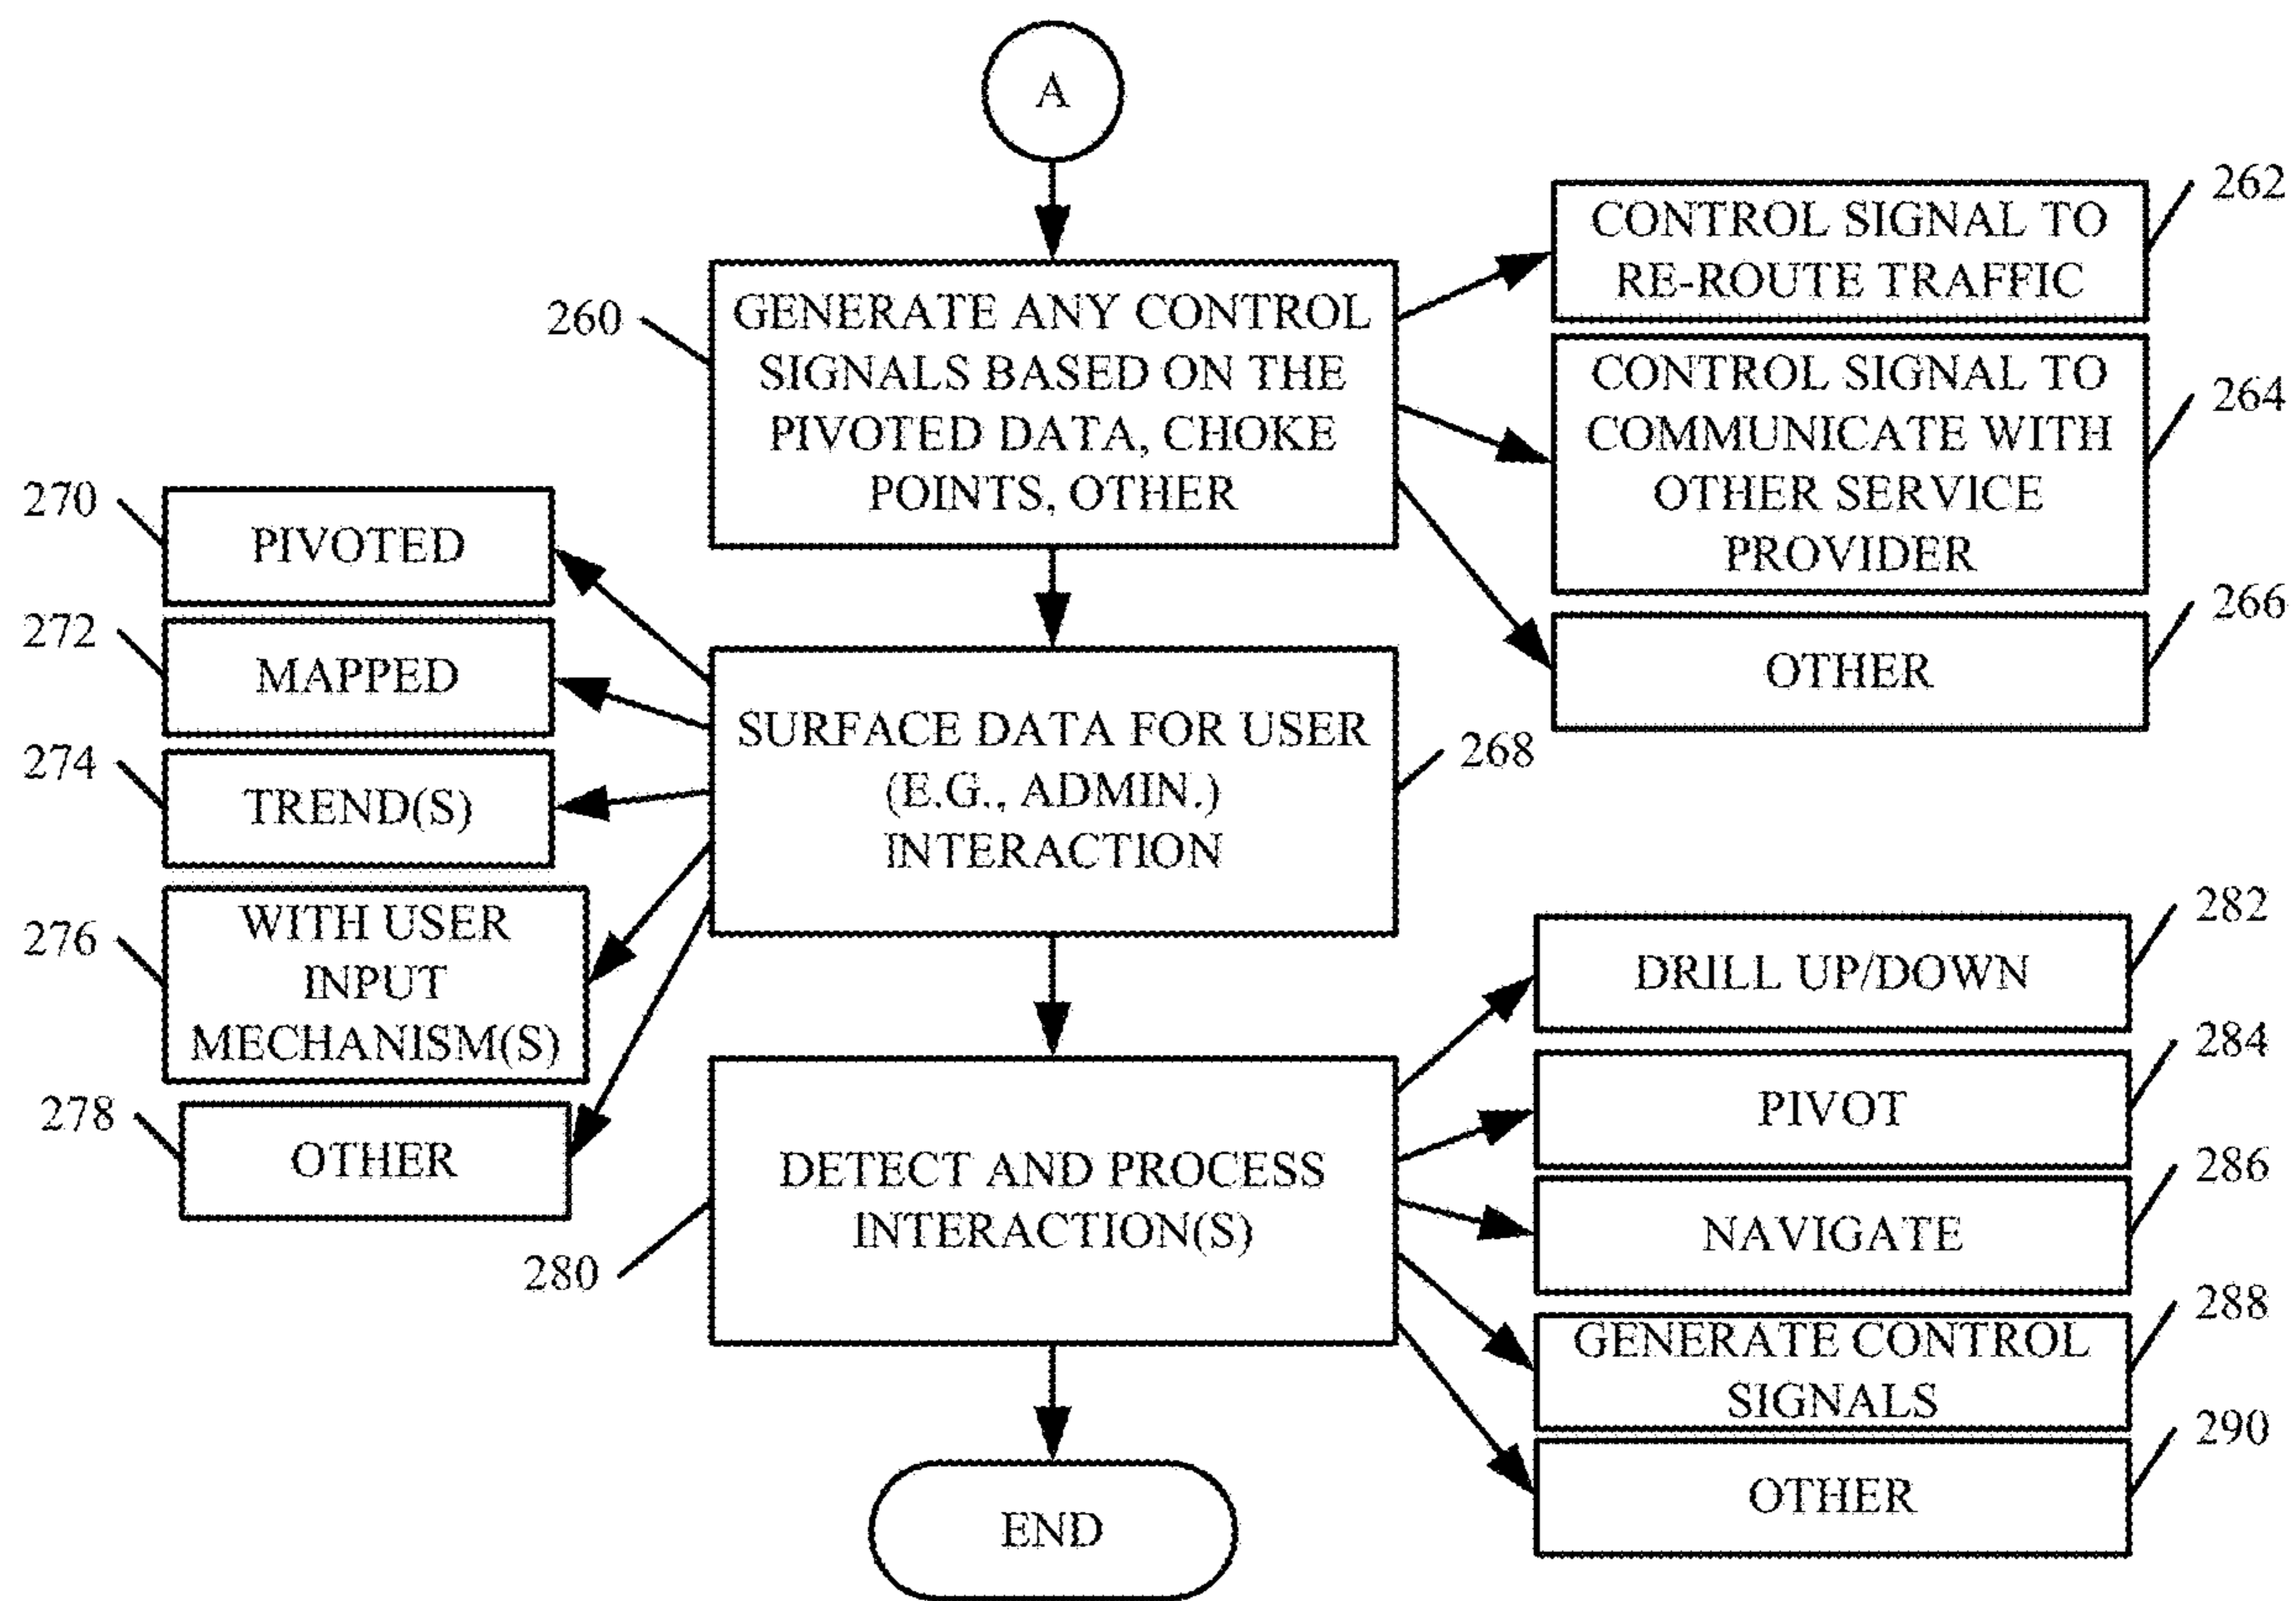 A
260
GENERATE ANY CONTROL
SIGNALS BASED ON THE
PIVOTED DATA, CHOKE
POINTS, OTHER
CONTROL SIGNAL TO
RE-ROUTE TRAFFIC
262
CONTROL SIGNAL TO
COMMUNICATE WITH
OTHER SERVICE
PROVIDER
264
OTHER
266
270
PIVOTED
272
MAPPED
274
TREND(S)
276
WITH USER
INPUT
MECHANISM(S)
278
OTHER
SURFACE DATA FOR USER
(E.G., ADMIN.)
INTERACTION
268
280
DETECT AND PROCESS
INTERACTION(S)
DRILL UP/DOWN
282
PIVOT
284
NAVIGATE
286
GENERATE CONTROL
SIGNALS
288
OTHER
290
END